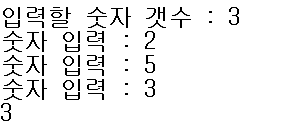 입력할 숫자 갯수 : 3
숫자 입력 : 2
숫자 입력 : 5
숫자 입력 : 3
3